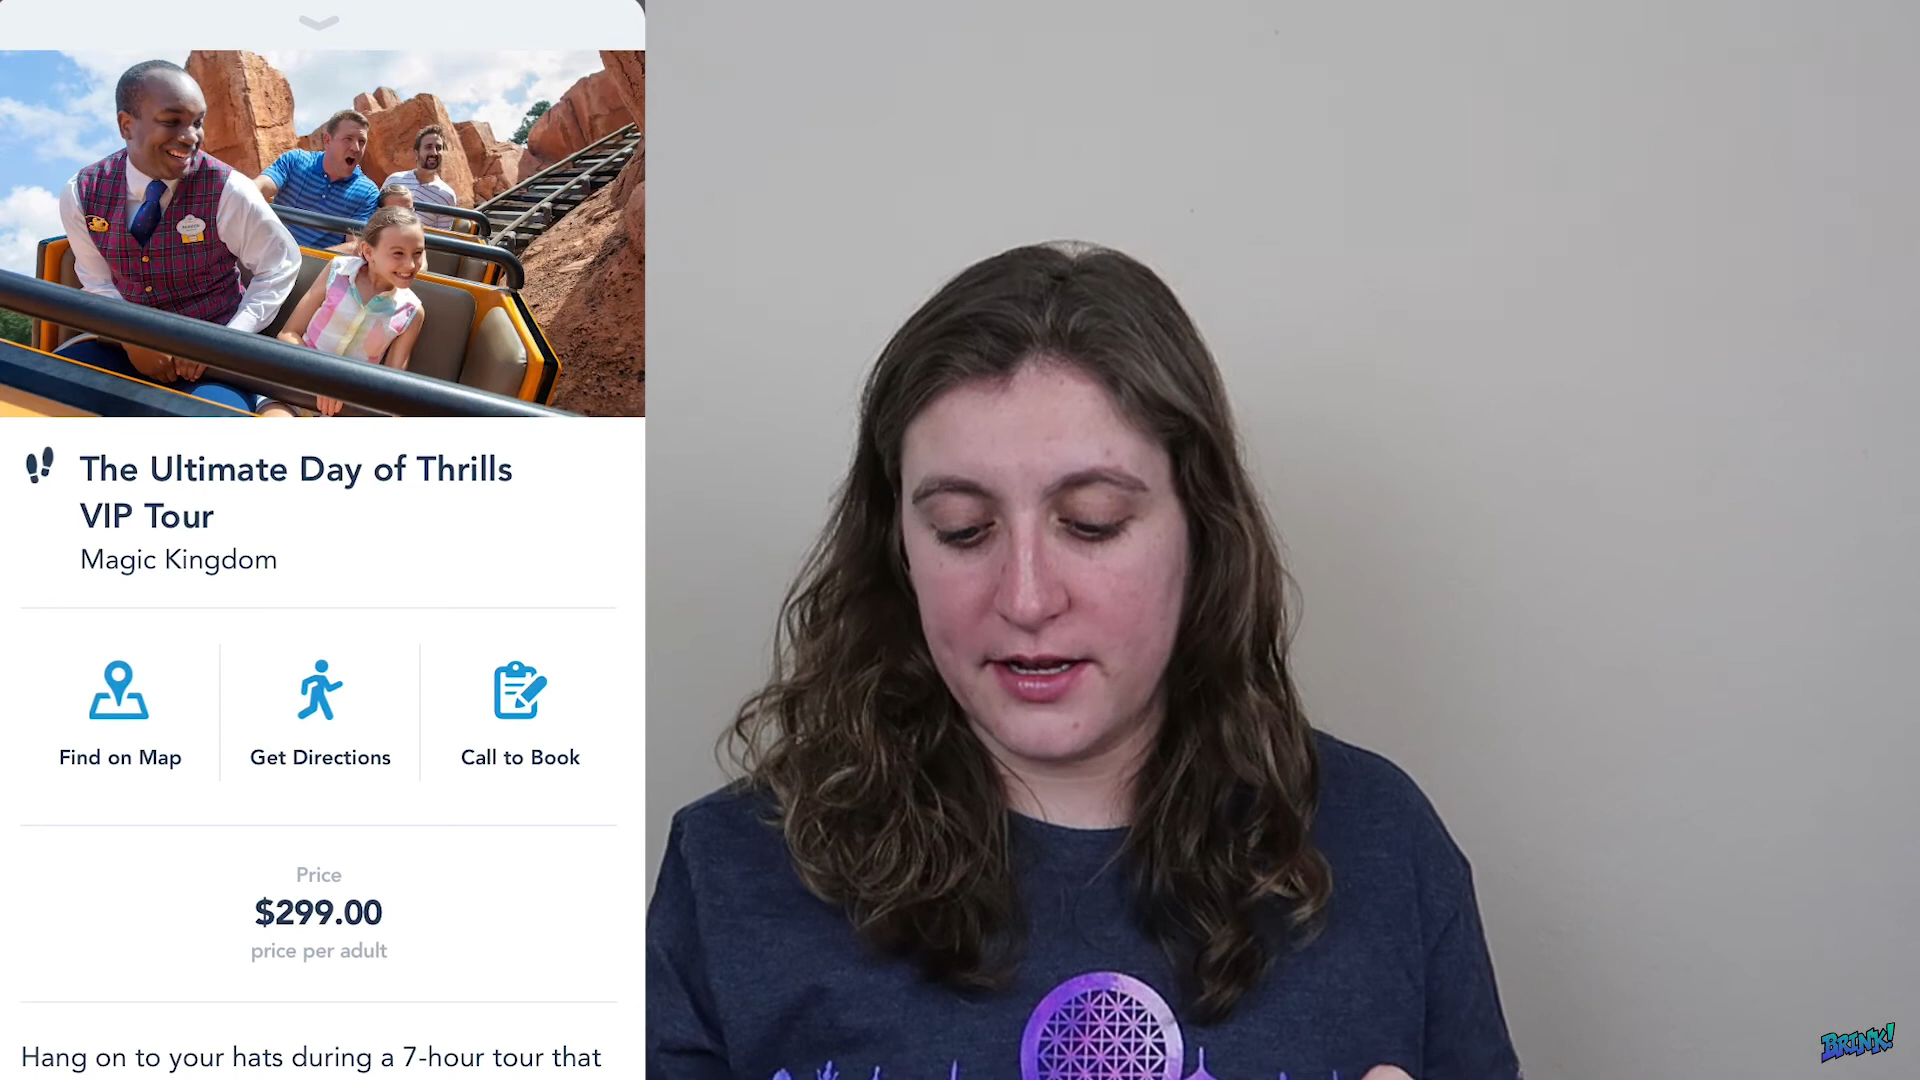 The Ultimate Day of Thrills
VIP Tour
Magic Kingdom
Find on Map
Get Directions
Call to Book
Price
$299.00
price per adult
Hang on to your hats during a 7-hour tour that
BRINK!